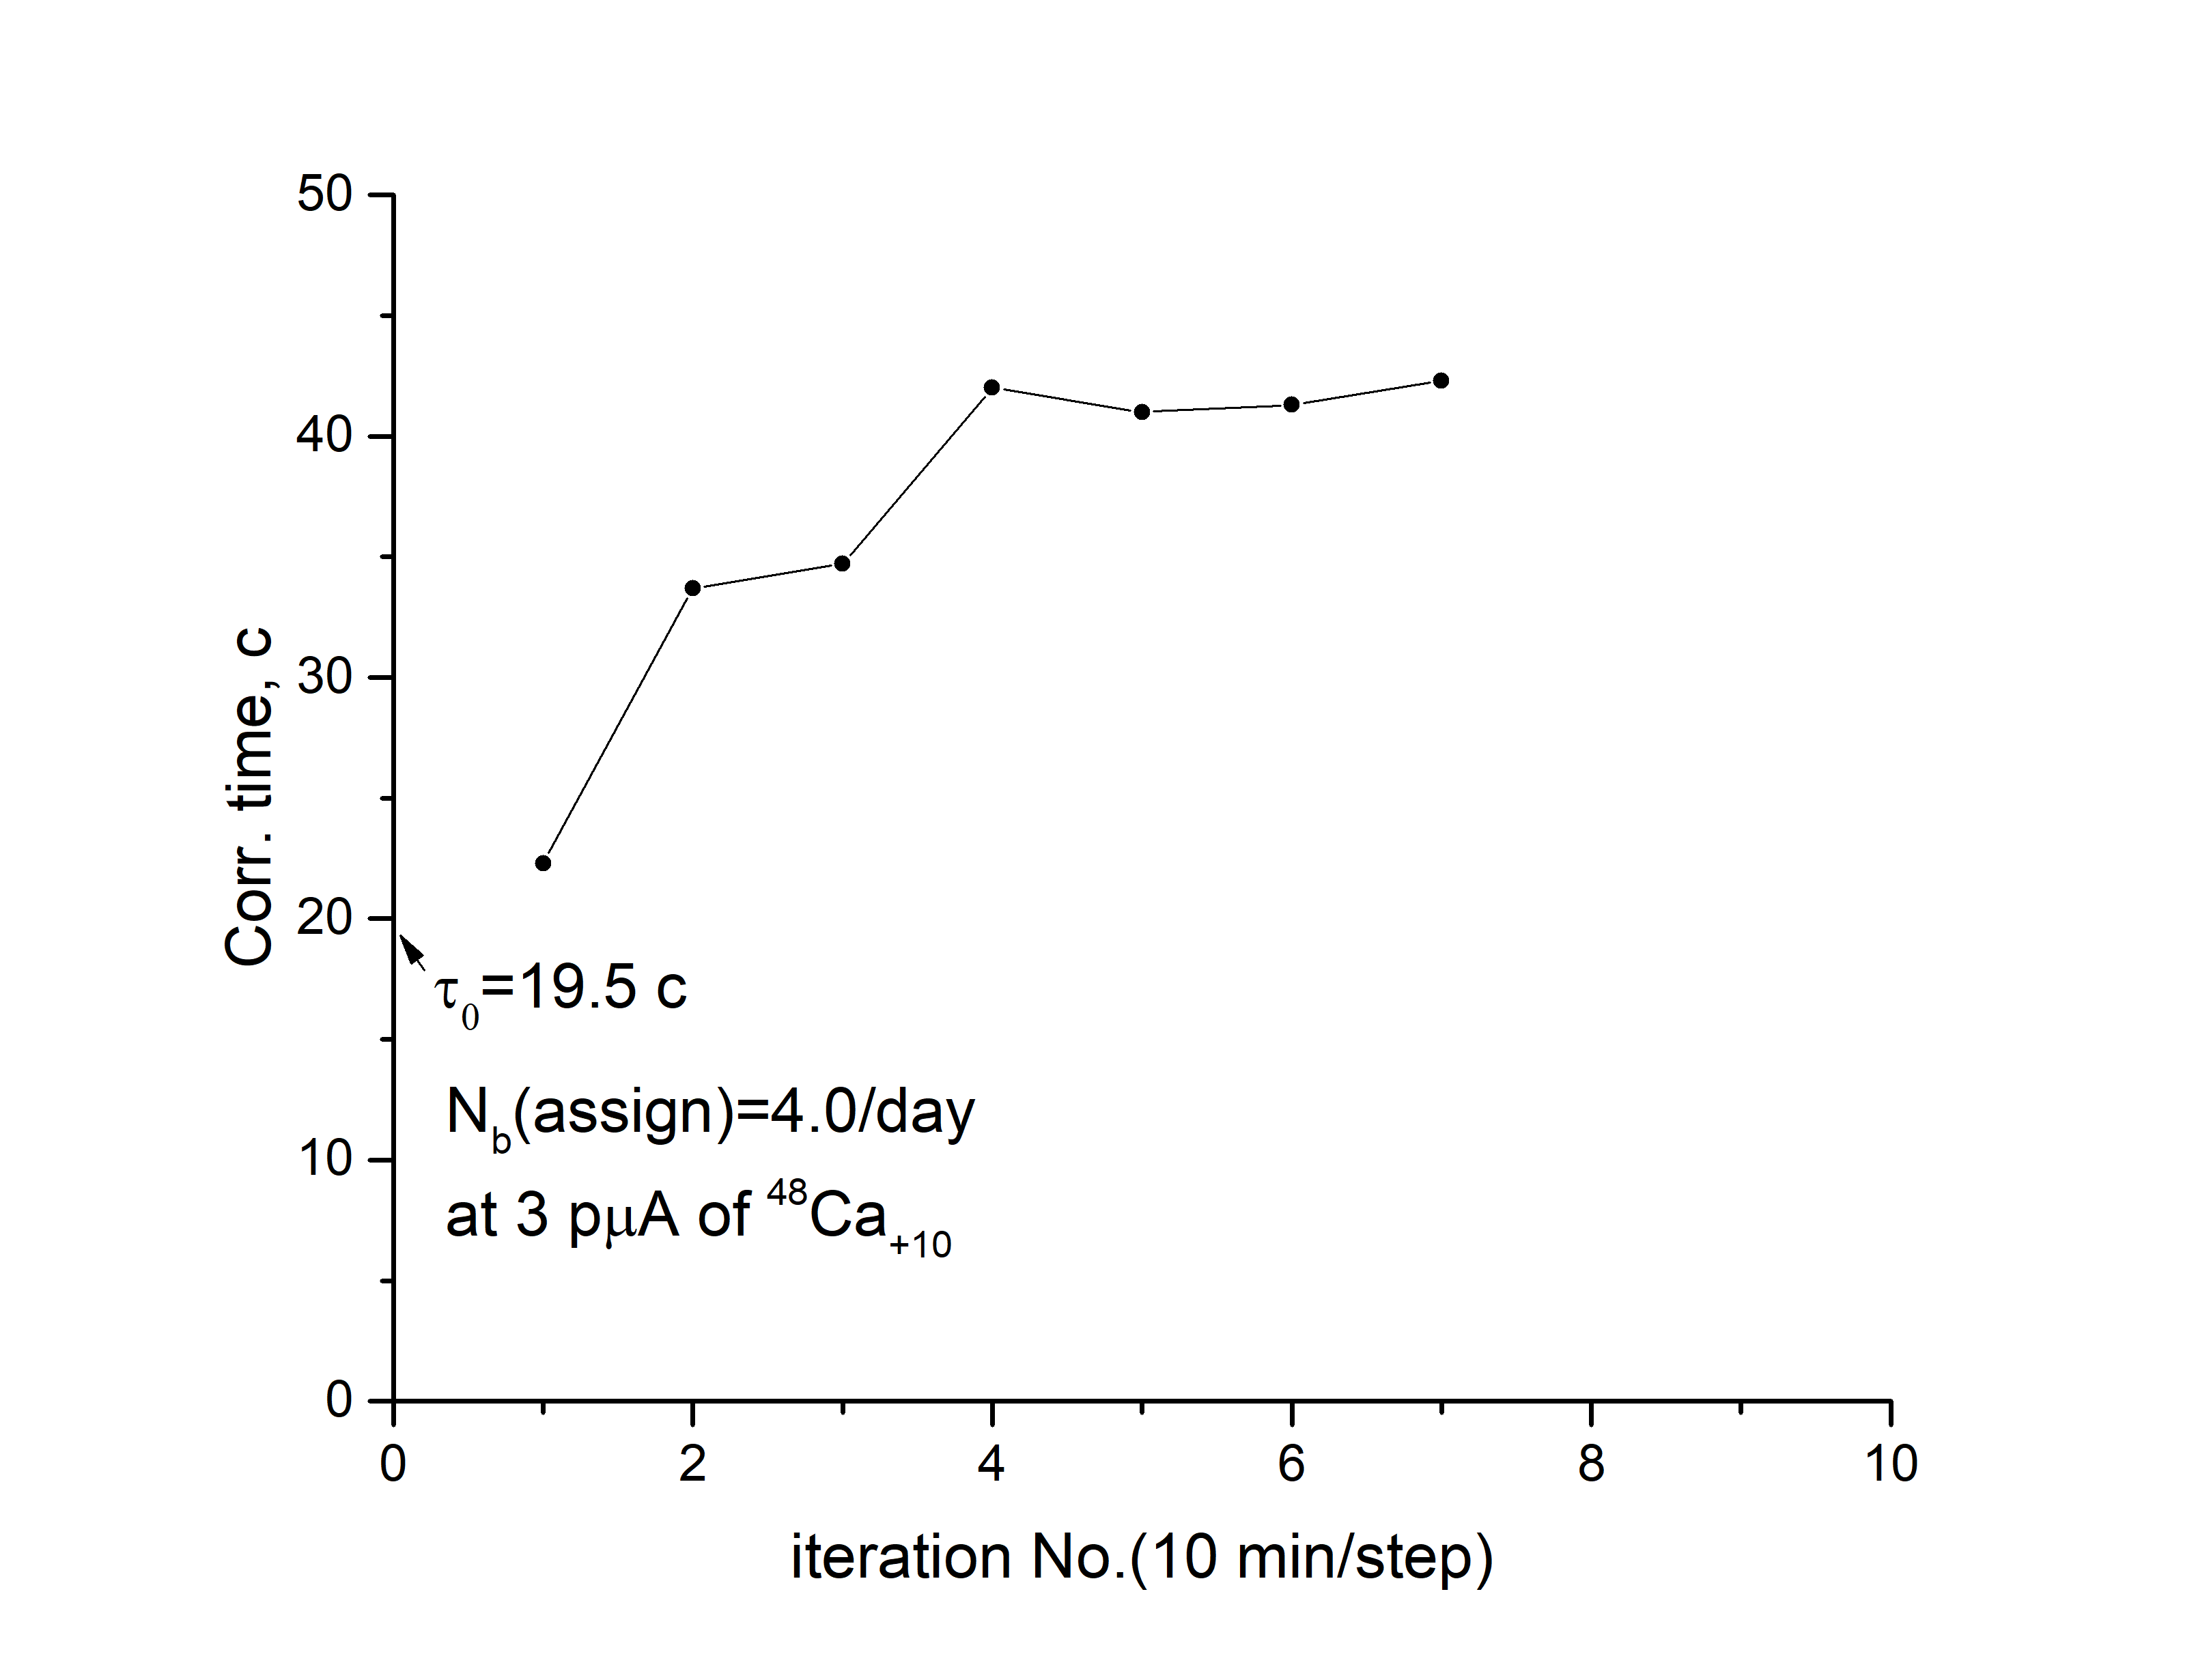 50
40
30
20
10
0
Corr. time, c
τ₀=19.5 c
N_b(assign)=4.0/day
at 3 pμA of ⁴⁸Ca₊₁₀
0 2 4 6 8 10
iteration No.(10 min/step)